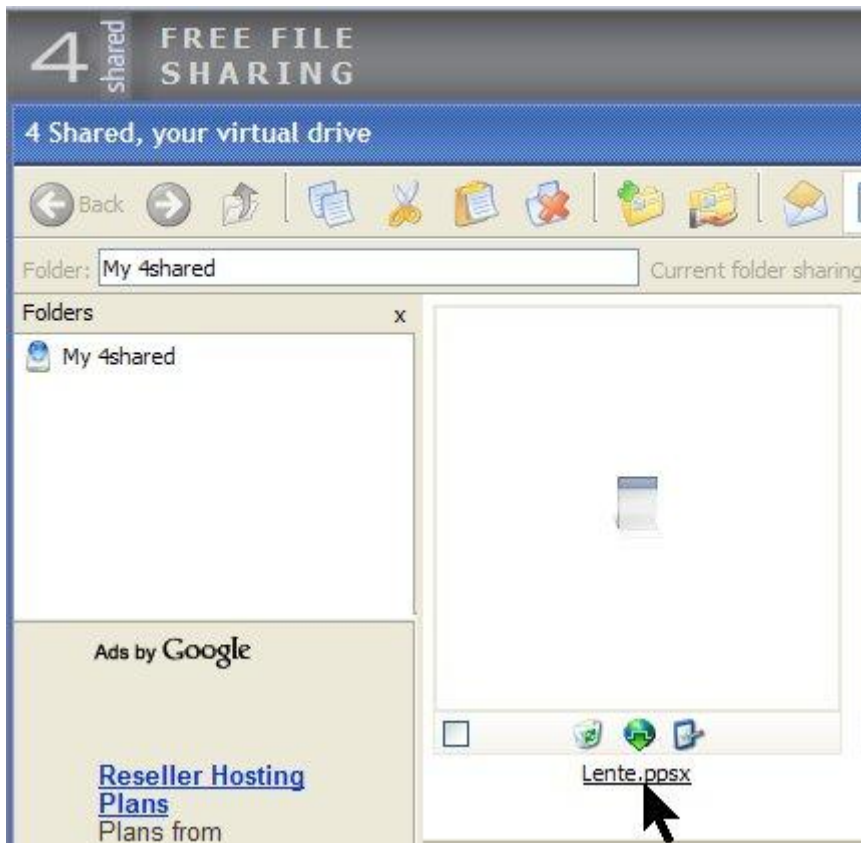 4 shared
FREE FILE
SHARING
4 Shared, your virtual drive
Back
Folder: My 4shared
Current folder sharing
Folders x
My 4shared
Ads by Google
Reseller Hosting
Plans
Plans from
Lente.ppsx